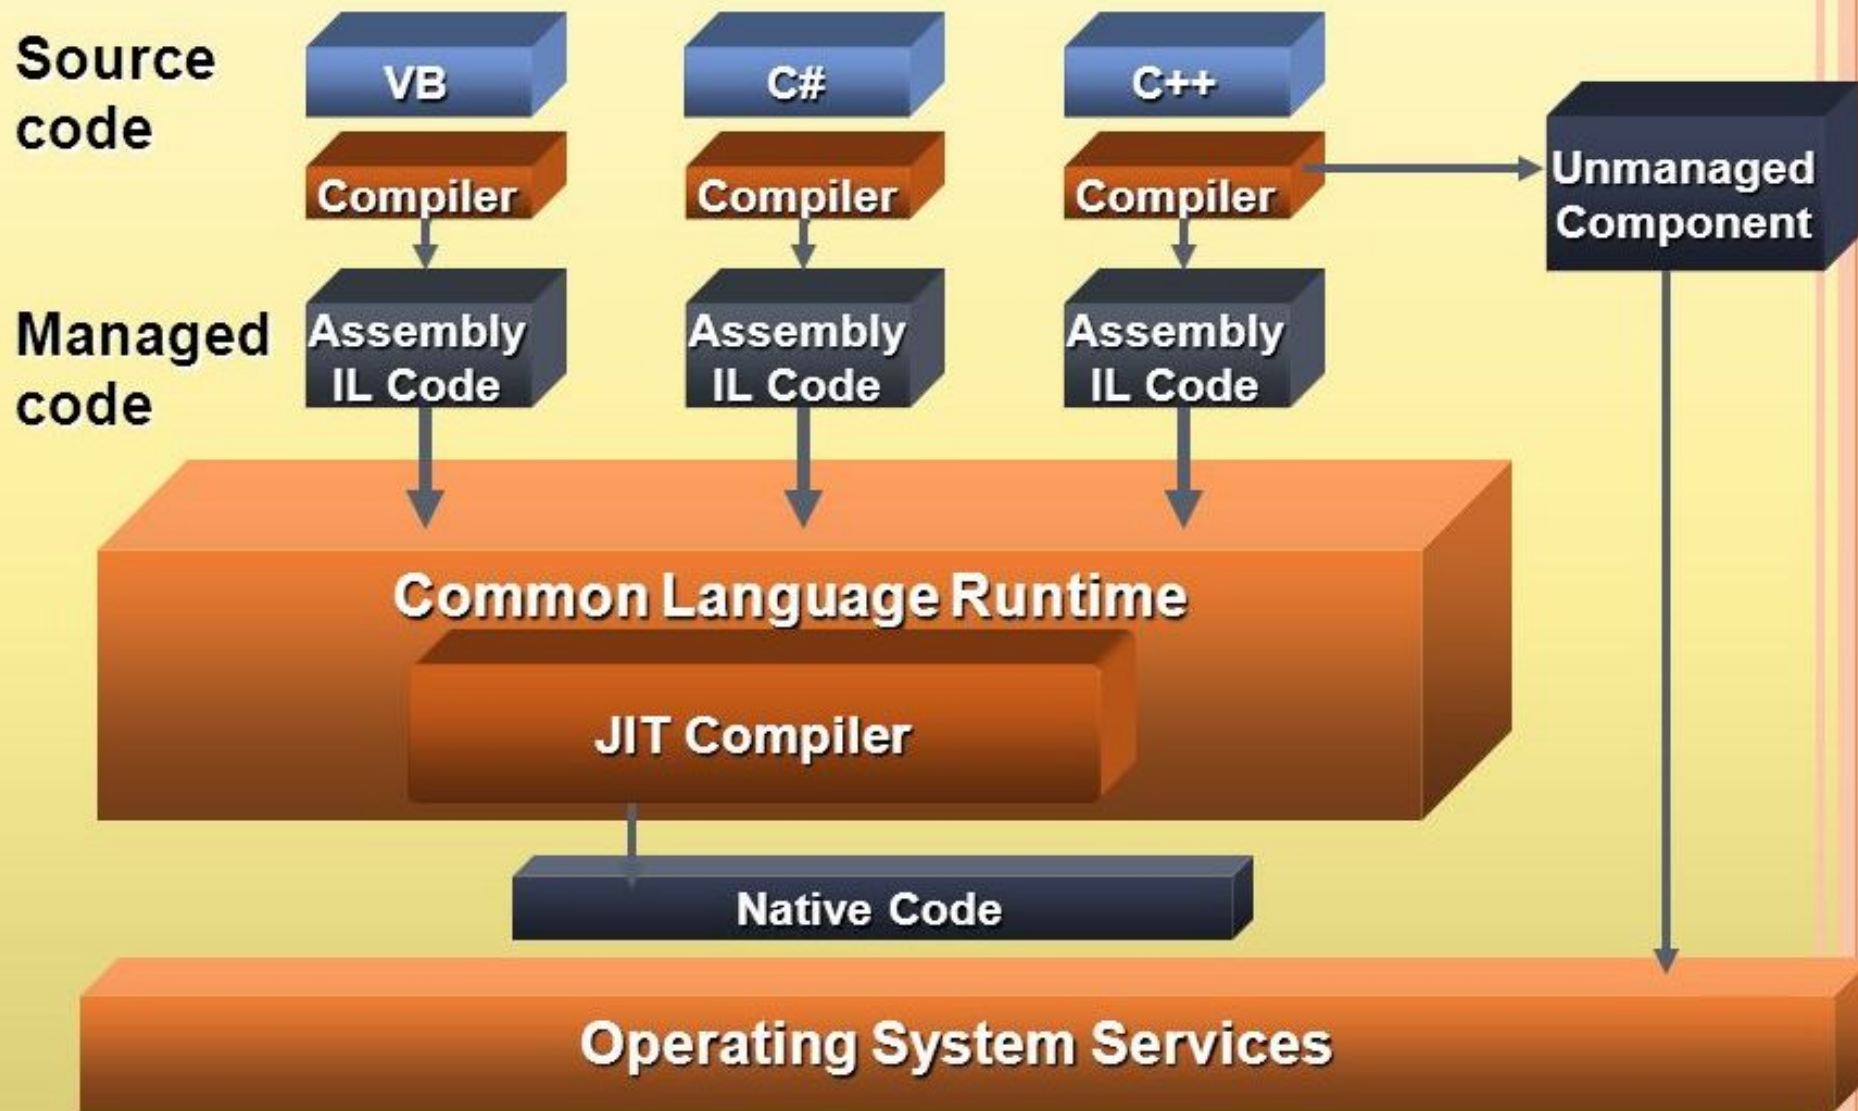 Source
code
VB
C#
C++
Compiler
Compiler
Compiler
Unmanaged
Component
Managed
code
Assembly
IL Code
Assembly
IL Code
Assembly
IL Code
Common Language Runtime
JIT Compiler
Native Code
Operating System Services